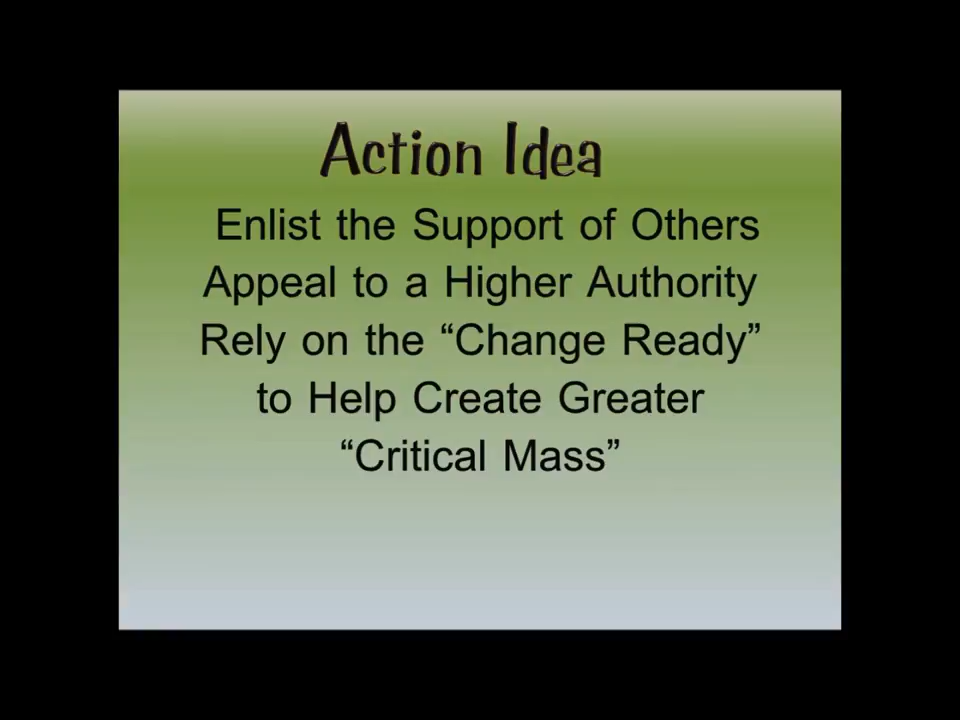 Action Idea
Enlist the Support of Others
Appeal to a Higher Authority
Rely on the “Change Ready”
to Help Create Greater
“Critical Mass”